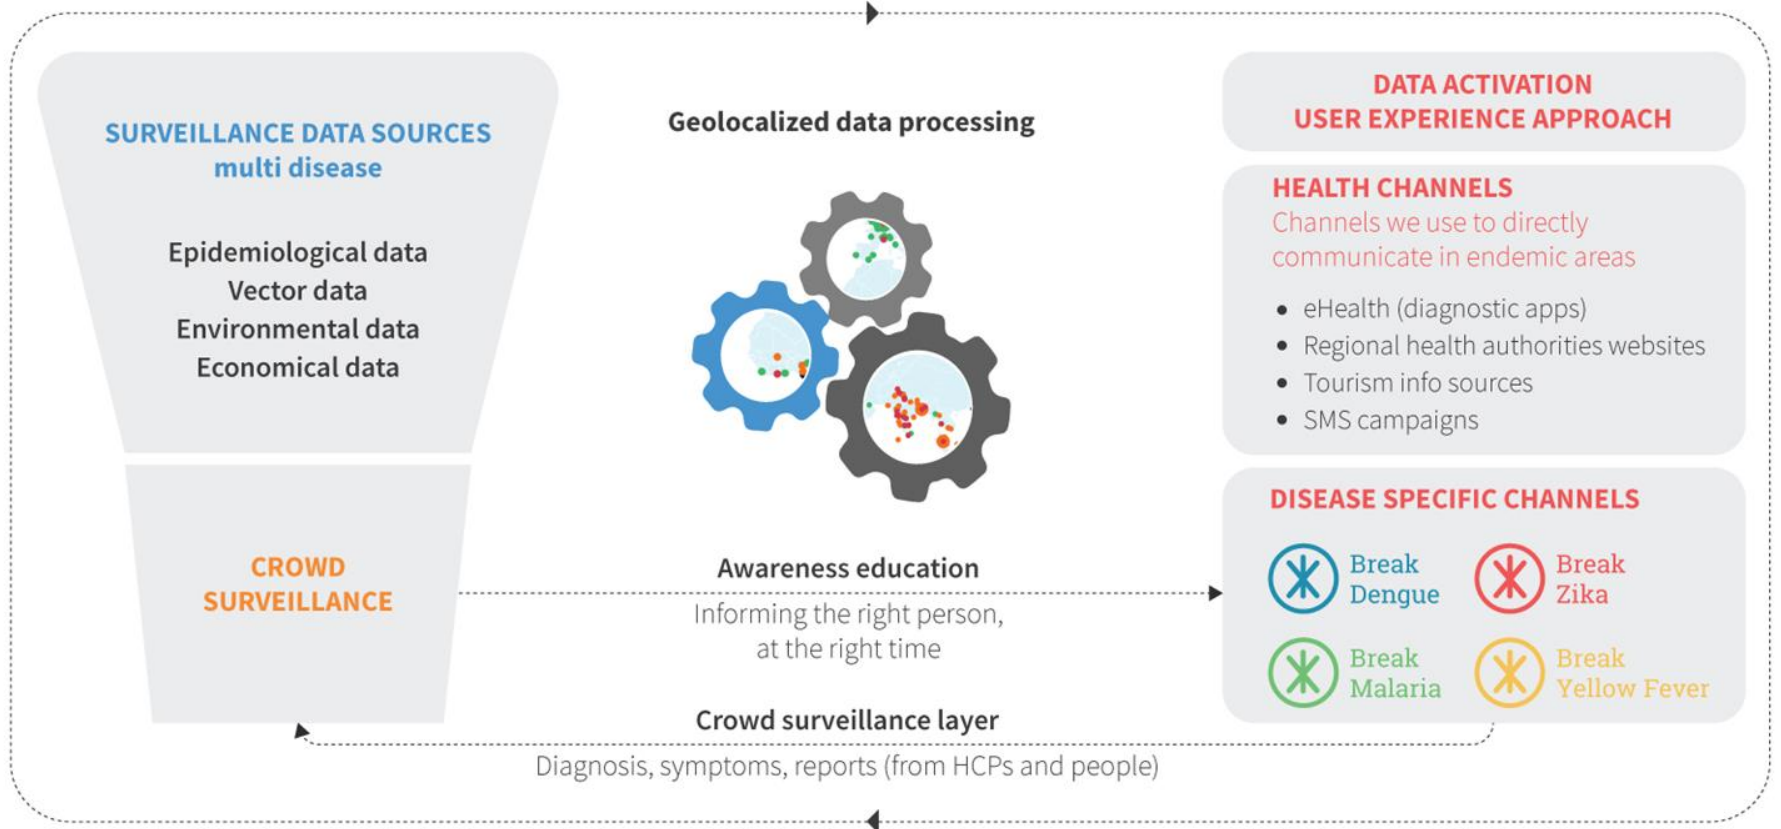 SURVEILLANCE DATA SOURCES
multi disease
Epidemiological data
Vector data
Environmental data
Economical data
CROWD
SURVEILLANCE
Geolocalized data processing
Awareness education
Informing the right person,
at the right time
Crowd surveillance layer
Diagnosis, symptoms, reports (from HCPs and people)
DATA ACTIVATION
USER EXPERIENCE APPROACH
HEALTH CHANNELS
Channels we use to directly
communicate in endemic areas
• eHealth (diagnostic apps)
• Regional health authorities websites
• Tourism info sources
• SMS campaigns
DISEASE SPECIFIC CHANNELS
Break
Dengue
Break
Zika
Break
Malaria
Break
Yellow Fever